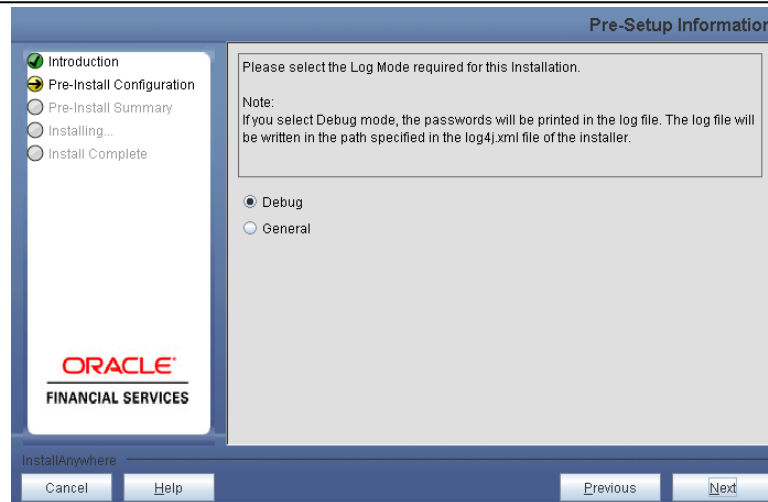 Pre-Setup Information
Introduction
Pre-Install Configuration
Pre-Install Summary
Installing...
Install Complete
Please select the Log Mode required for this Installation.
Note:
If you select Debug mode, the passwords will be printed in the log file. The log file will
be written in the path specified in the log4j.xml file of the installer.
Debug
General
ORACLE
FINANCIAL SERVICES
InstallAnywhere
Cancel
Help
Previous
Next